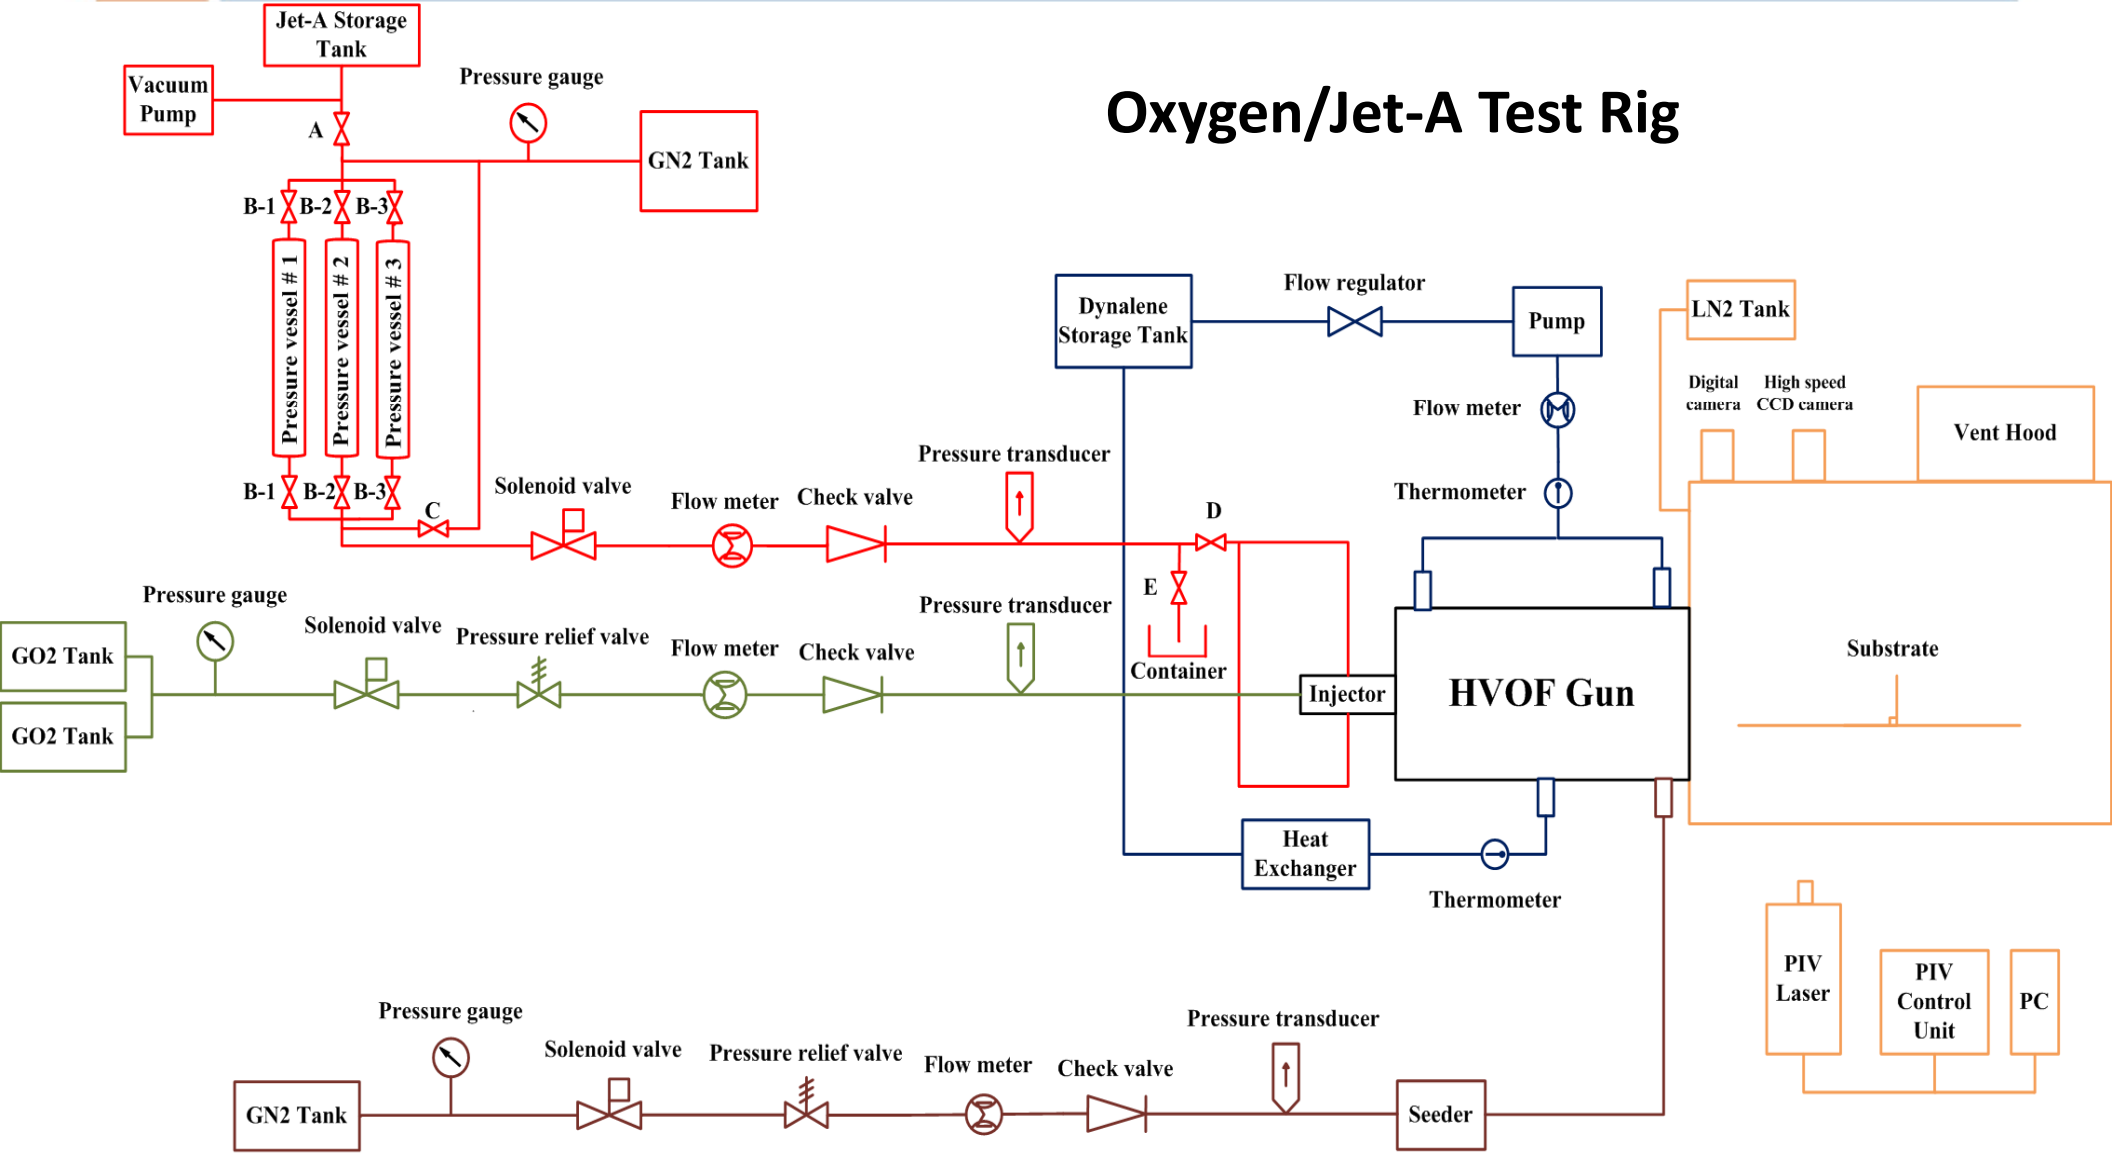 Jet-A Storage
Tank
Vacuum
Pump
Pressure gauge
A
GN2 Tank
Oxygen/Jet-A Test Rig
B-1
B-2
B-3
Pressure vessel # 1
Pressure vessel # 2
Pressure vessel # 3
B-1
B-2
B-3
C
Dynalene
Storage Tank
Flow regulator
Pump
LN2 Tank
Digital
camera
High speed
CCD camera
Flow meter
Vent Hood
Thermometer
Solenoid valve
Flow meter
Check valve
Pressure transducer
D
E
Container
Pressure gauge
GO2 Tank
GO2 Tank
Solenoid valve
Pressure relief valve
Flow meter
Check valve
Pressure transducer
Injector
HVOF Gun
Substrate
Heat
Exchanger
Thermometer
PIV
Laser
PIV
Control
Unit
PC
Pressure gauge
GN2 Tank
Solenoid valve
Pressure relief valve
Flow meter
Check valve
Pressure transducer
Seeder